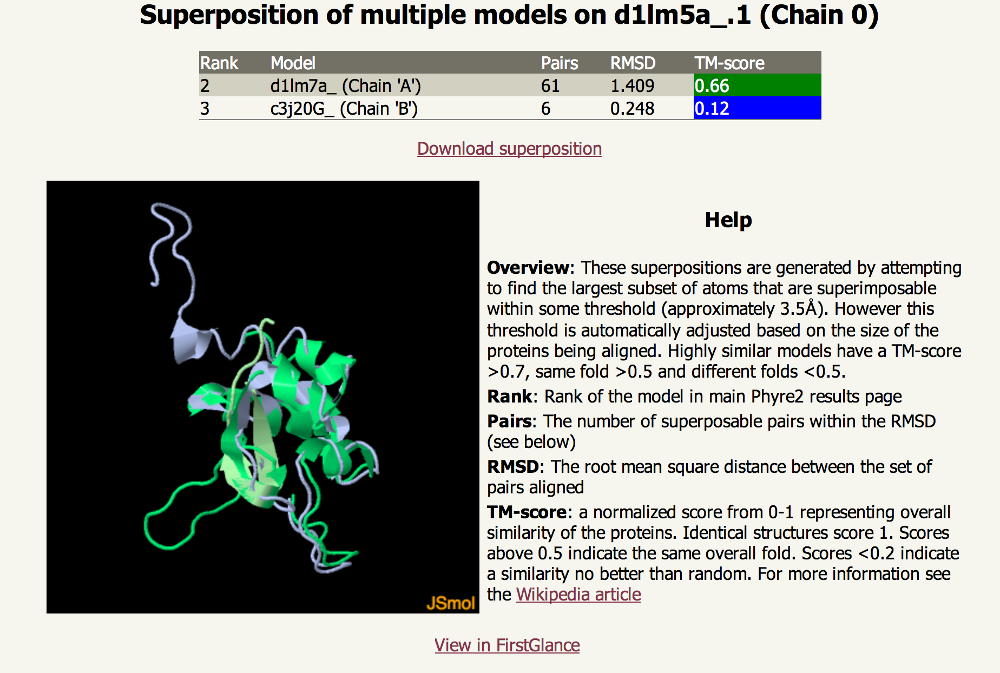 Superposition of multiple models on d1lm5a_.1 (Chain 0)
Rank Model Pairs RMSD TM-score
2 d1lm7a_ (Chain 'A') 61 1.409 0.66
3 c3j20G_ (Chain 'B') 6 0.248 0.12
Download superposition
Help
Overview: These superpositions are generated by attempting
to find the largest subset of atoms that are superimposable
within some threshold (approximately 3.5Å). However this
threshold is automatically adjusted based on the size of the
proteins being aligned. Highly similar models have a TM-score
>0.7, same fold >0.5 and different folds <0.5.
Rank: Rank of the model in main Phyre2 results page
Pairs: The number of superposable pairs within the RMSD
(see below)
RMSD: The root mean square distance between the set of
pairs aligned
TM-score: a normalized score from 0-1 representing overall
similarity of the proteins. Identical structures score 1. Scores
above 0.5 indicate the same overall fold. Scores <0.2 indicate
a similarity no better than random. For more information see
the Wikipedia article
JSmol
View in FirstGlance